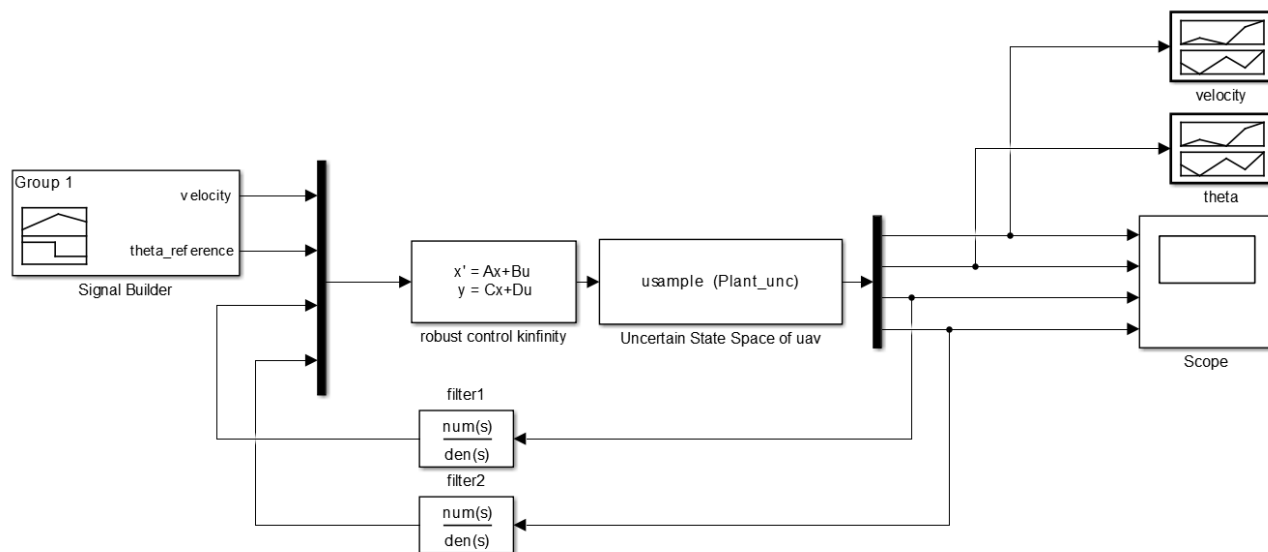 velocity
theta
Group 1
velocity
theta_reference
Signal Builder
x' = Ax+Bu
y = Cx+Du
robust control kinfinity
usample (Plant_unc)
Uncertain State Space of uav
Scope
filter1
num(s)
den(s)
filter2
num(s)
den(s)